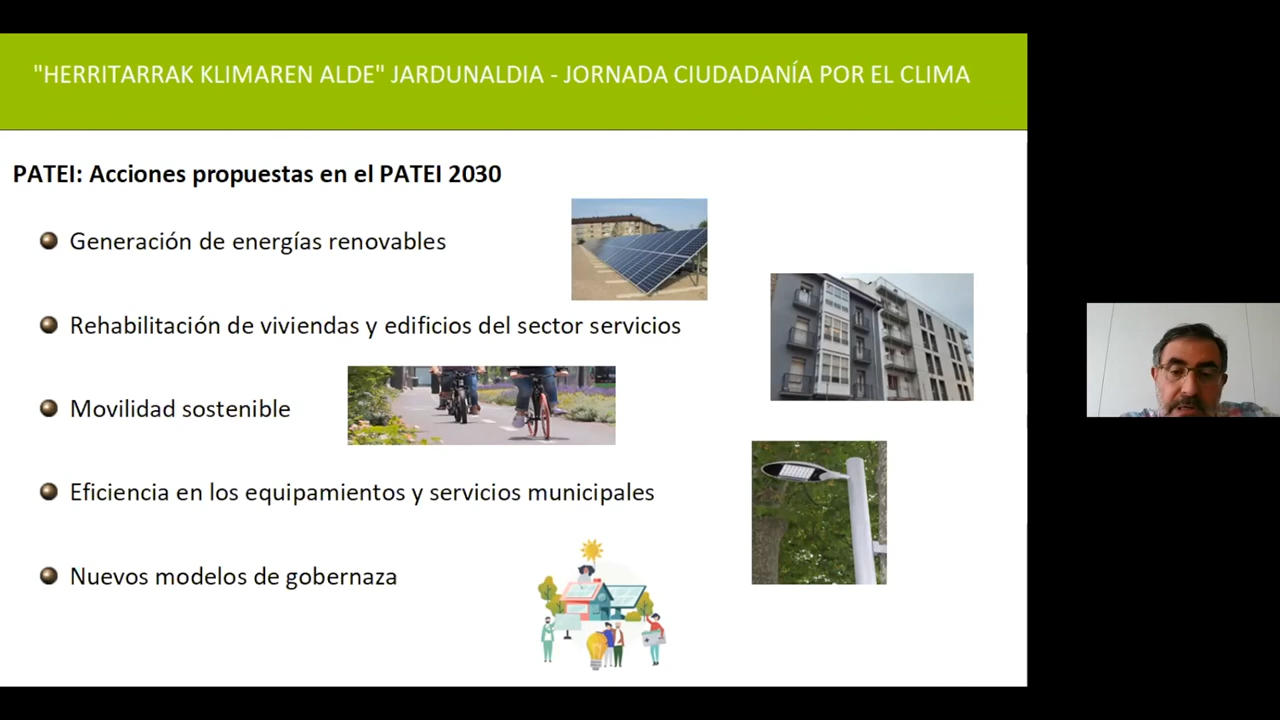 "HERRITARRAK KLIMAREN ALDE" JARDUNALDIA - JORNADA CIUDADANÍA POR EL CLIMA
PATEI: Acciones propuestas en el PATEI 2030
Generación de energías renovables
Rehabilitación de viviendas y edificios del sector servicios
Movilidad sostenible
Eficiencia en los equipamientos y servicios municipales
Nuevos modelos de gobernaza